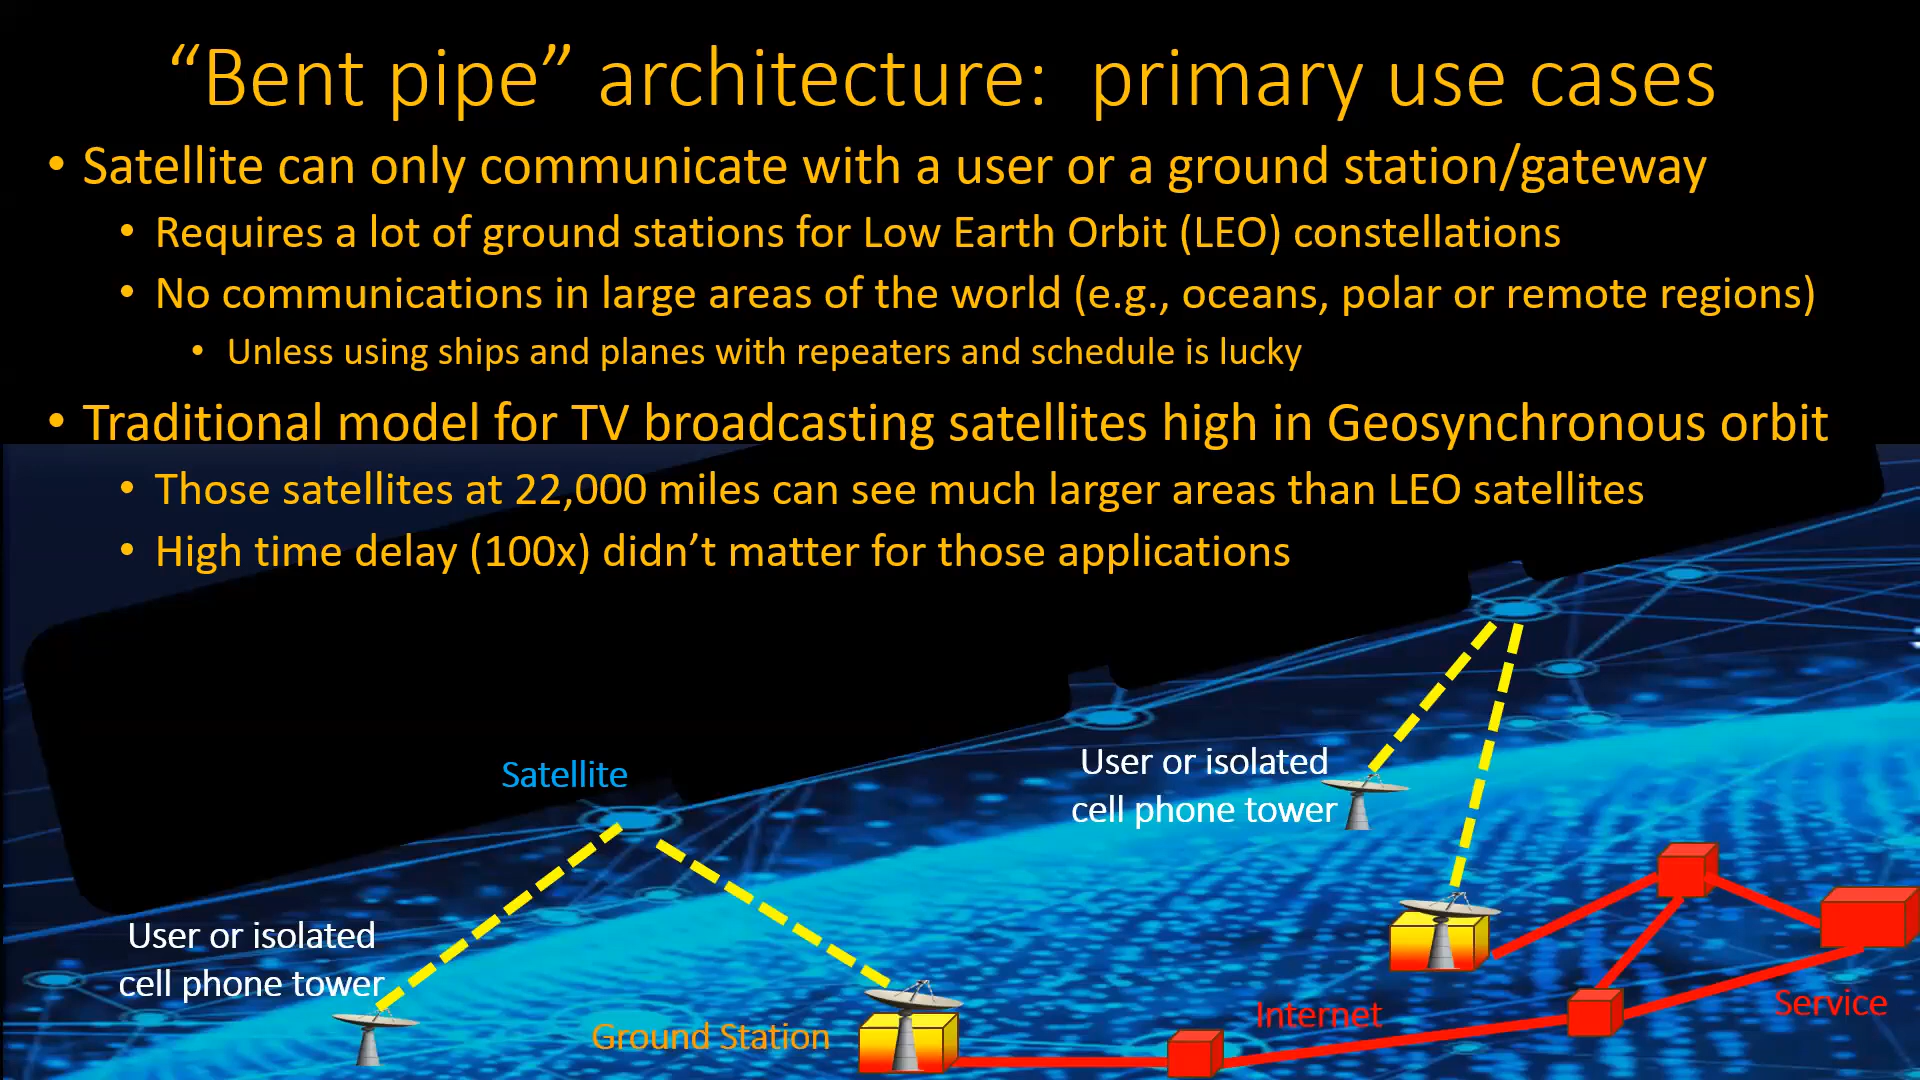 “Bent pipe” architecture: primary use cases
• Satellite can only communicate with a user or a ground station/gateway
• Requires a lot of ground stations for Low Earth Orbit (LEO) constellations
• No communications in large areas of the world (e.g., oceans, polar or remote regions)
• Unless using ships and planes with repeaters and schedule is lucky
• Traditional model for TV broadcasting satellites high in Geosynchronous orbit
• Those satellites at 22,000 miles can see much larger areas than LEO satellites
• High time delay (100x) didn’t matter for those applications
Satellite
User or isolated
cell phone tower
User or isolated
cell phone tower
Ground Station
Internet
Service